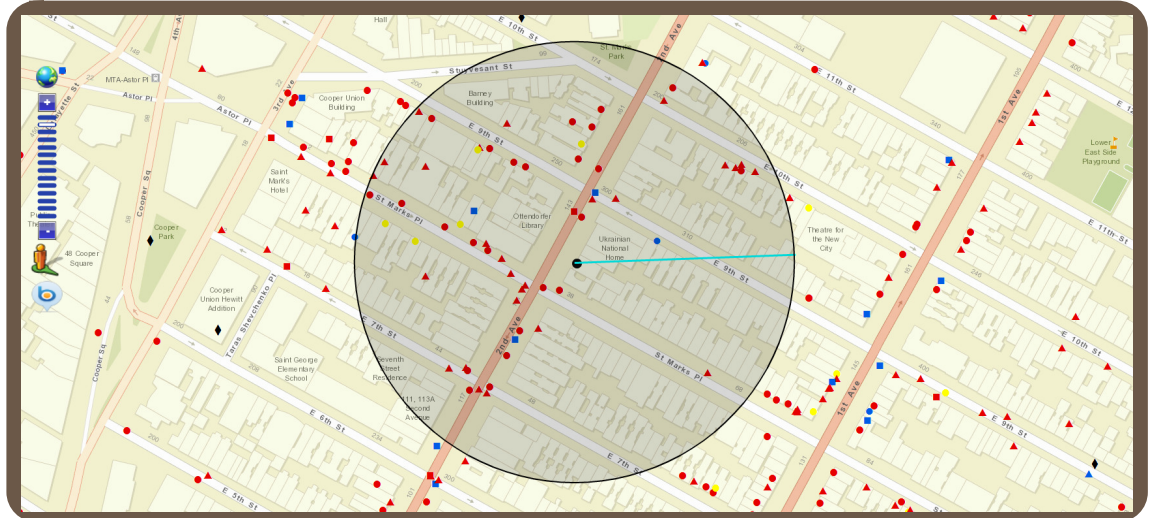 Hall
E 10th St
4th Av
St. Mark's
Park
2nd Ave
Stuyvesant St
MTA-Astor Pl
Astor Pl
Astor Pl
3rd Ave
Cooper Union
Building
Barney
Building
E 9th St
E 11th St
1st Ave
Lower
East Side
Playground
Saint
Marks
Hotel
E 10th St
Cooper Sq
St Marks Pl
Ottendorfer
Library
Cooper
Park
Ukrainian
National
Home
Theatre for
the New
City
E 11th St
48 Cooper
Square
E 9th St
Cooper
Union Hewitt
Addition
Taras Shevchenko Pl
E 7th St
2nd Ave
E 10th St
Cooper Sq
Saint George
Elementary
School
Seventh
Street
Residence
St Marks Pl
1st Ave
111, 113A
Second
Avenue
E 6th St
E 9th St
E 7th St
E 5th St